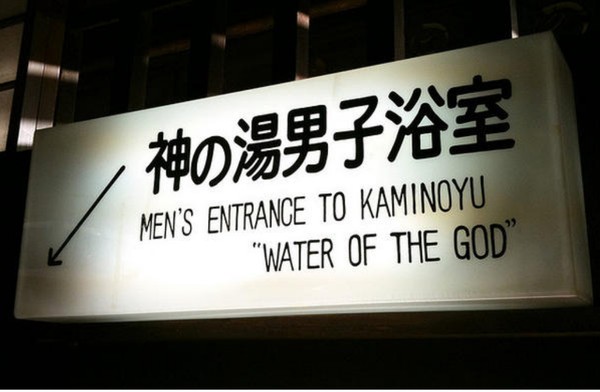 神の湯男子浴室
MEN'S ENTRANCE TO KAMINOYU
"WATER OF THE GOD"